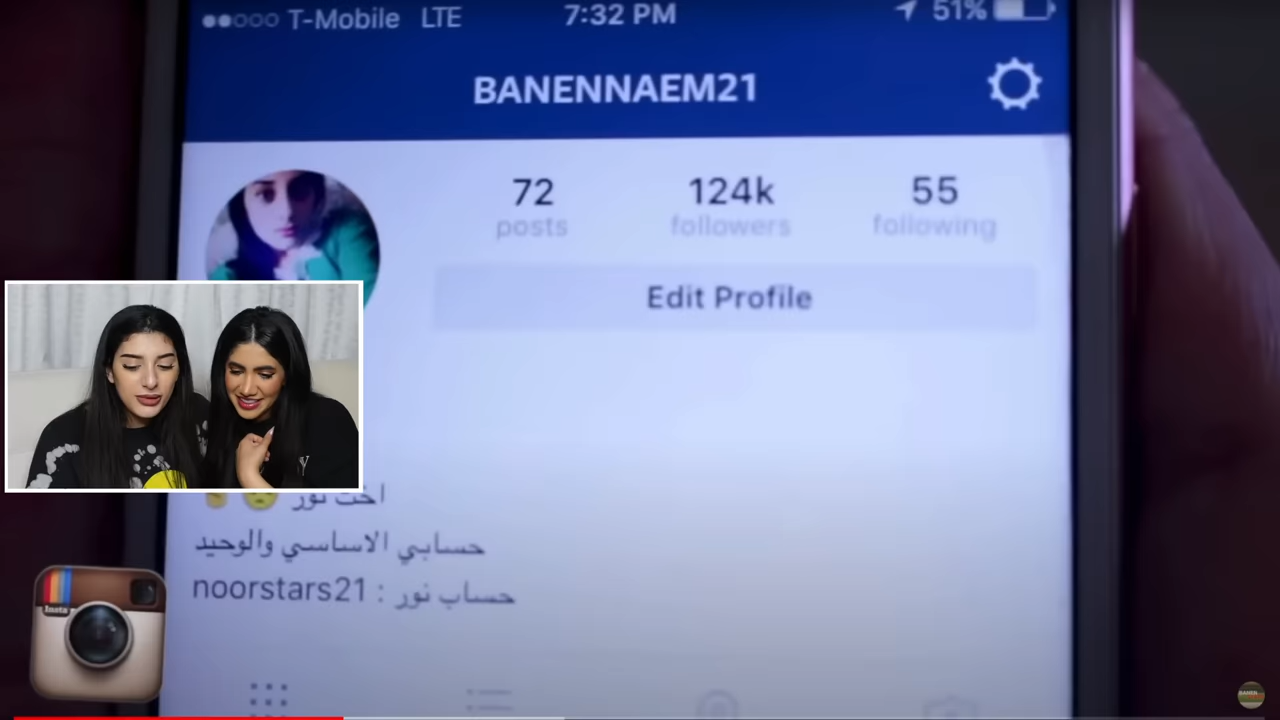 T-Mobile LTE 7:32 PM 51%
BANENNAEM21
72 124k 55
posts followers following
Edit Profile
اخت نور
حسابي الاساسي والوحيد
حساب نور : noorstars21
Insta
BANEN